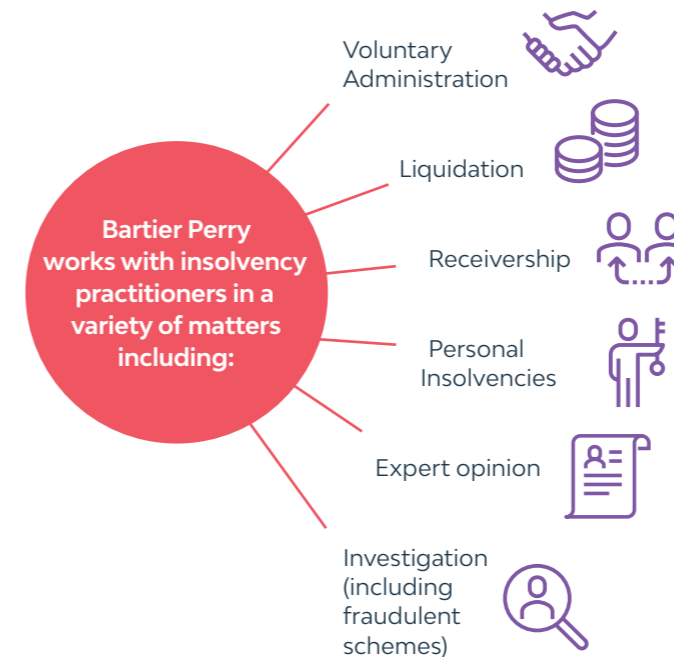 Bartier Perry
works with insolvency
practitioners in a
variety of matters
including:
Voluntary
Administration
Liquidation
Receivership
Personal
Insolvencies
Expert opinion
Investigation
(including
fraudulent
schemes)